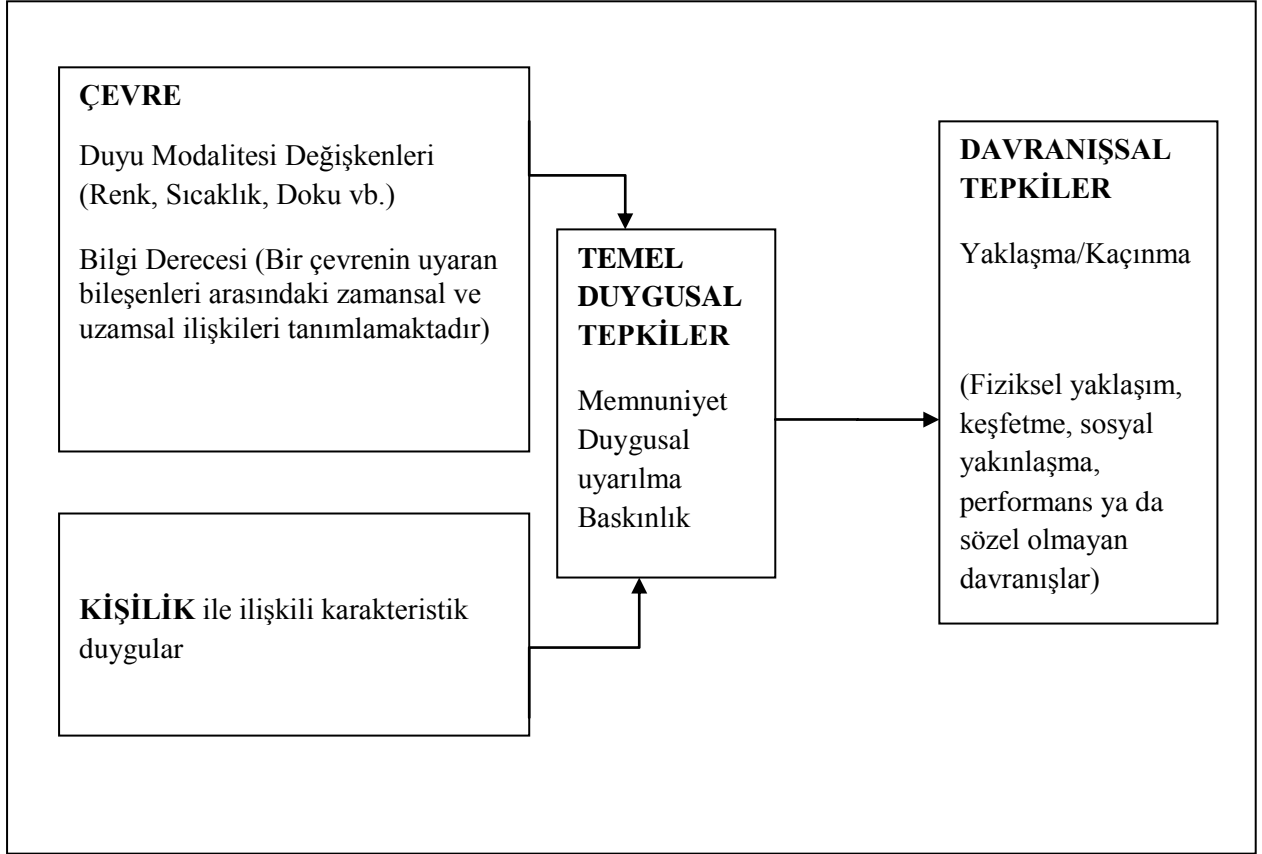 ÇEVRE
Duyu Modalitesi Değişkenleri
(Renk, Sıcaklık, Doku vb.)
Bilgi Derecesi (Bir çevrenin uyaran
bileşenleri arasındaki zamansal ve
uzamsal ilişkileri tanımlamaktadır)
KİŞİLİK ile ilişkili karakteristik
duygular
TEMEL
DUYGUSAL
TEPKİLER
Memnuniyet
Duygusal
uyarılma
Baskınlık
DAVRANIŞSAL
TEPKİLER
Yaklaşma/Kaçınma
(Fiziksel yaklaşım,
keşfetme, sosyal
yakınlaşma,
performans ya da
sözel olmayan
davranışlar)